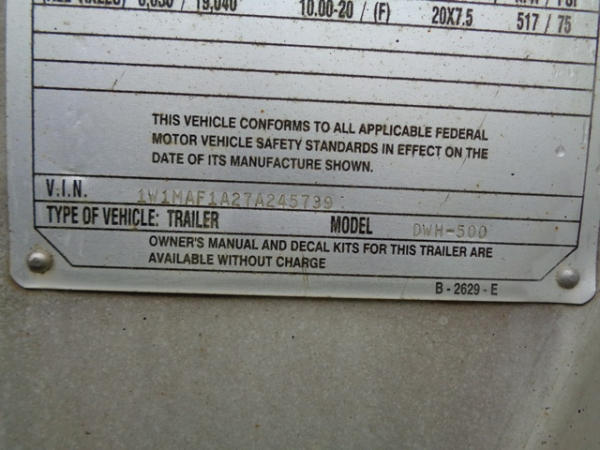 19,040 10.00-20 / (F) 20X7.5 517 / 75
THIS VEHICLE CONFORMS TO ALL APPLICABLE FEDERAL
MOTOR VEHICLE SAFETY STANDARDS IN EFFECT ON THE
DATE OF ITS MANUFACTURE SHOWN.
V.I.N. 1W1MAF1A27A245739
TYPE OF VEHICLE: TRAILER MODEL DWH-500
OWNER'S MANUAL AND DECAL KITS FOR THIS TRAILER ARE
AVAILABLE WITHOUT CHARGE
B - 2629 - E